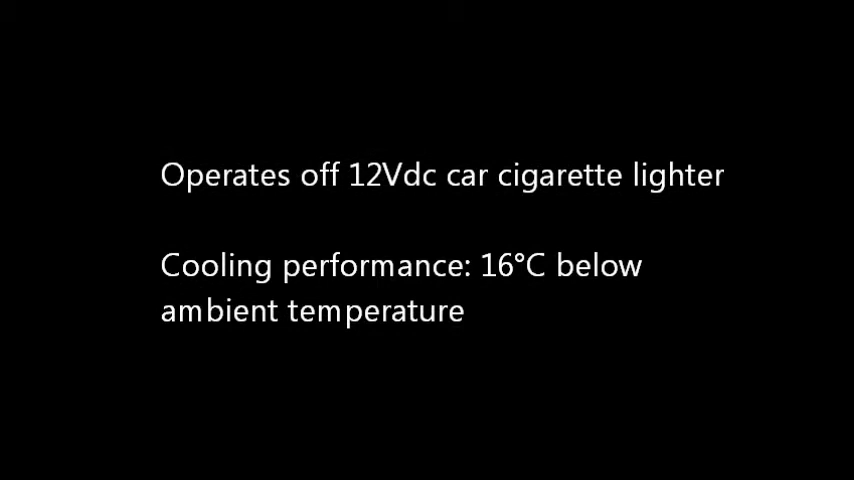 Operates off 12Vdc car cigarette lighter
Cooling performance: 16°C below
ambient temperature